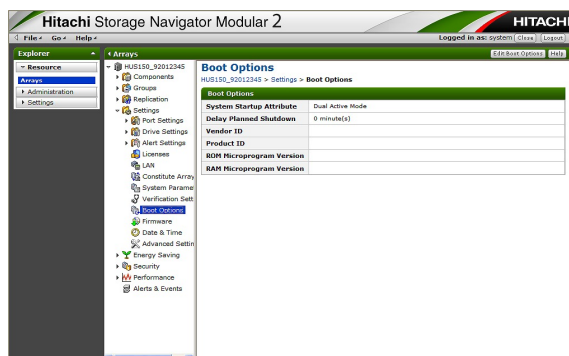 Hitachi Storage Navigator Modular 2
HITACHI
File Go Help
Logged in as: system Close Logout
Explorer
Resource
Arrays
Administration
Settings
Arrays
HUS150_92012345
Components
Groups
Replication
Settings
Port Settings
Drive Settings
Alert Settings
Licenses
LAN
Constitute Array
System Parame
Verification Sett
Boot Options
Firmware
Date & Time
Advanced Settin
Energy Saving
Security
Performance
Alerts & Events
Edit Boot Options Help
Boot Options
HUS150_92012345 > Settings > Boot Options
Boot Options
System Startup Attribute Dual Active Mode
Delay Planned Shutdown 0 minute(s)
Vendor ID
Product ID
ROM Microprogram Version
RAM Microprogram Version